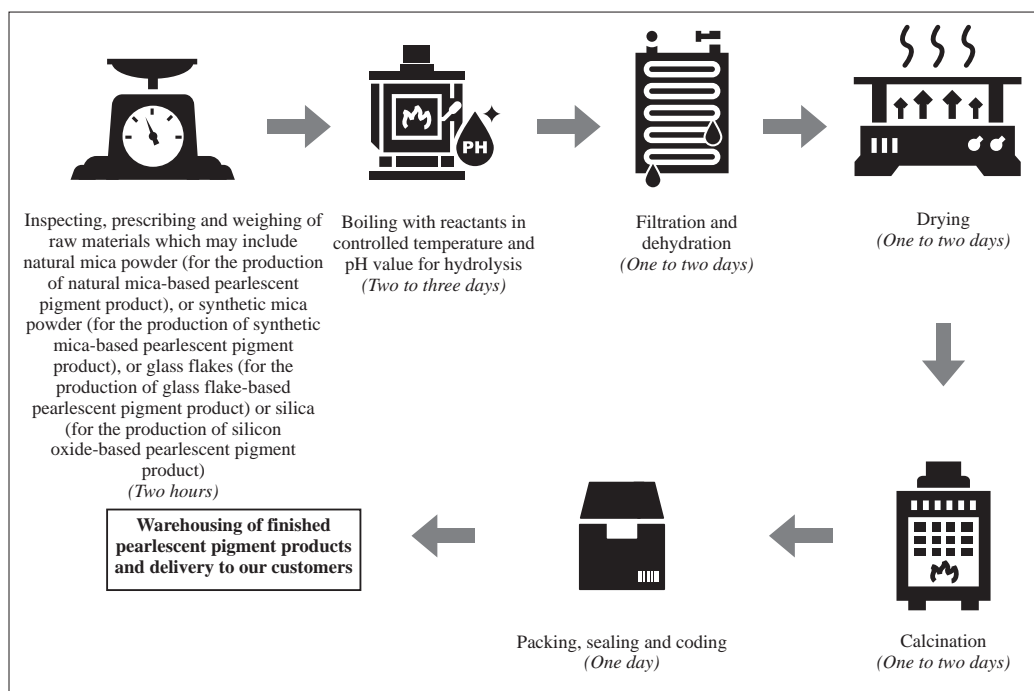 Inspecting, prescribing and weighing of
raw materials which may include
natural mica powder (for the production
of natural mica-based pearlescent
pigment product), or synthetic mica
powder (for the production of synthetic
mica-based pearlescent pigment
product), or glass flakes (for the
production of glass flake-based
pearlescent pigment product) or silica
(for the production of silicon
oxide-based pearlescent pigment
product)
(Two hours)
PH
Boiling with reactants in
controlled temperature and
pH value for hydrolysis
(Two to three days)
Filtration and
dehydration
(One to two days)
Drying
(One to two days)
Calcination
(One to two days)
Packing, sealing and coding
(One day)
Warehousing of finished
pearlescent pigment products
and delivery to our customers